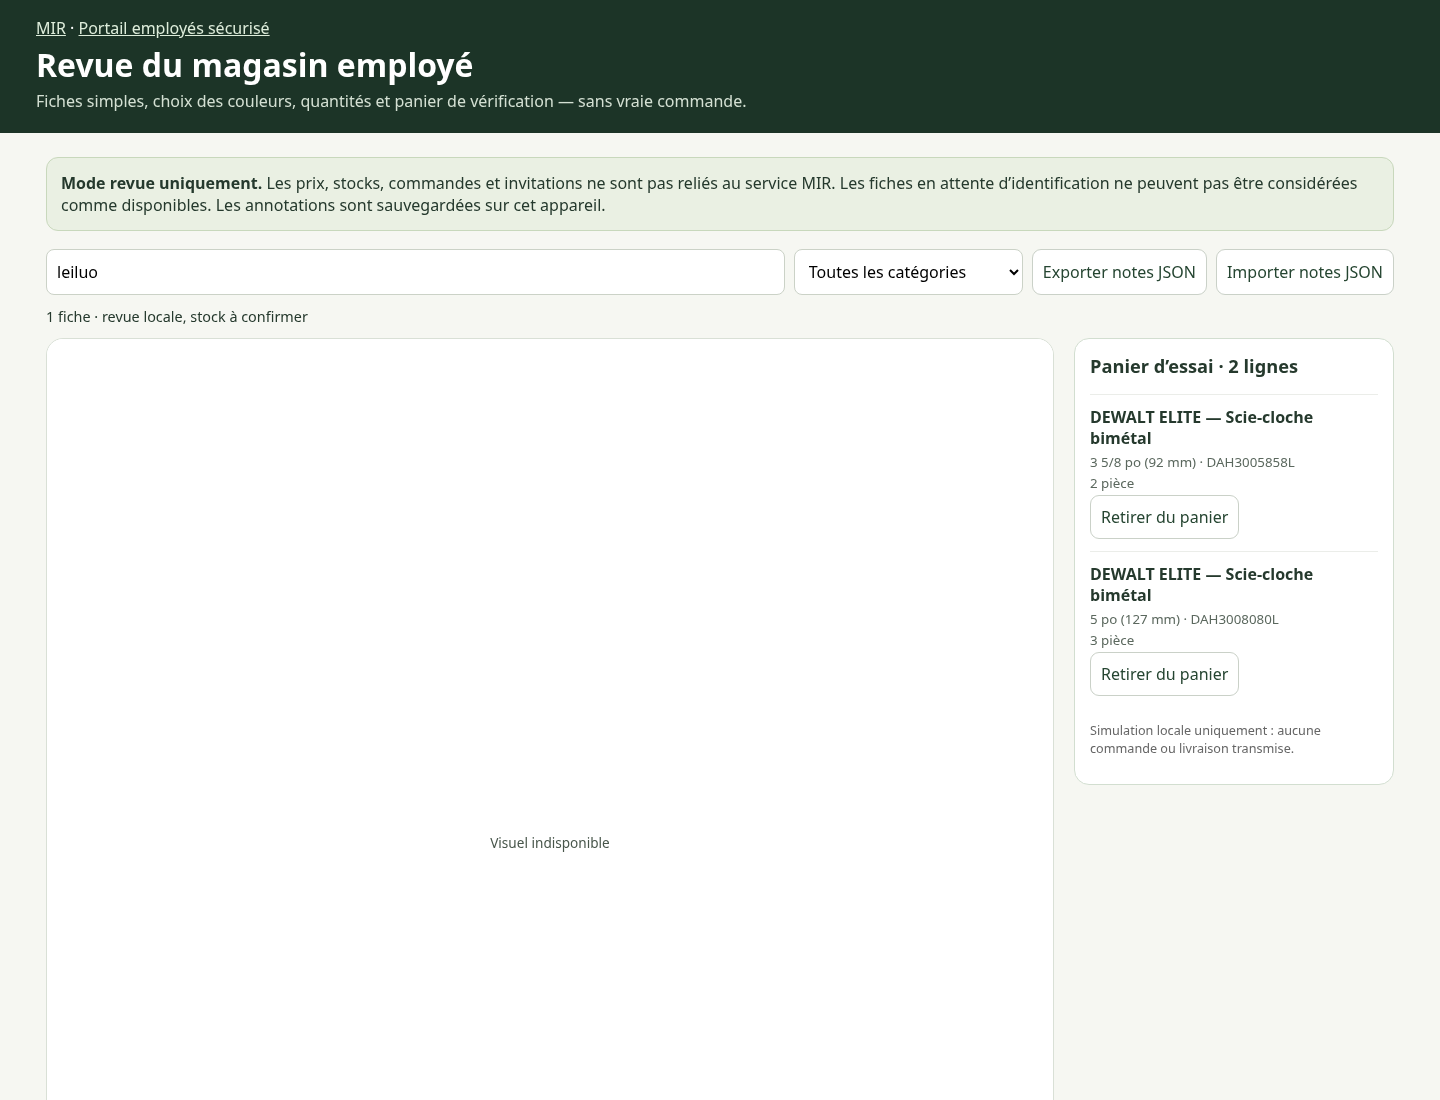 MIR · Portail employés sécurisé
Revue du magasin employé
Fiches simples, choix des couleurs, quantités et panier de vérification — sans vraie commande.
Mode revue uniquement. Les prix, stocks, commandes et invitations ne sont pas reliés au service MIR. Les fiches en attente d’identification ne peuvent pas être considérées
comme disponibles. Les annotations sont sauvegardées sur cet appareil.
leiluo
Toutes les catégories
Exporter notes JSON
Importer notes JSON
1 fiche · revue locale, stock à confirmer
Visuel indisponible
Panier d’essai · 2 lignes
DEWALT ELITE — Scie-cloche
bimétal
3 5/8 po (92 mm) · DAH3005858L
2 pièce
Retirer du panier
DEWALT ELITE — Scie-cloche
bimétal
5 po (127 mm) · DAH3008080L
3 pièce
Retirer du panier
Simulation locale uniquement : aucune
commande ou livraison transmise.